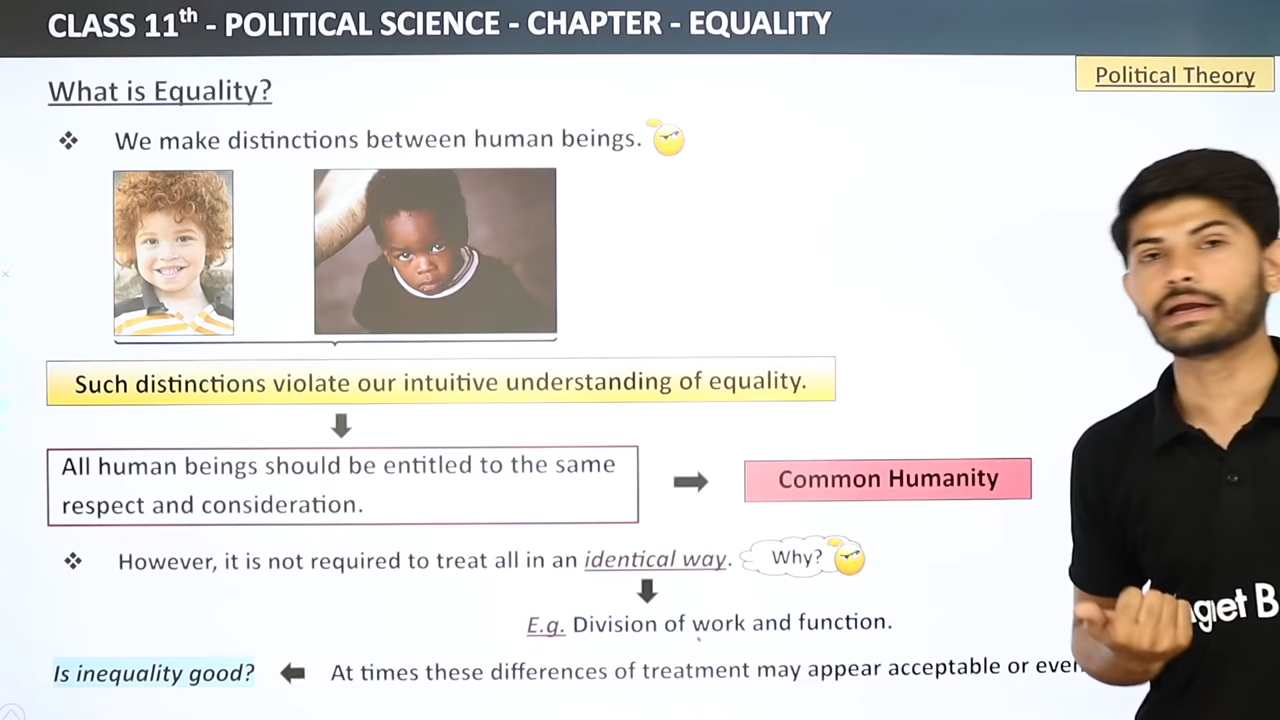 CLASS 11th - POLITICAL SCIENCE - CHAPTER - EQUALITY
Political Theory
What is Equality?
❖ We make distinctions between human beings.
Such distinctions violate our intuitive understanding of equality.
All human beings should be entitled to the same
respect and consideration.
Common Humanity
❖ However, it is not required to treat all in an identical way.
Why?
E.g. Division of work and function.
Is inequality good?
At times these differences of treatment may appear acceptable or